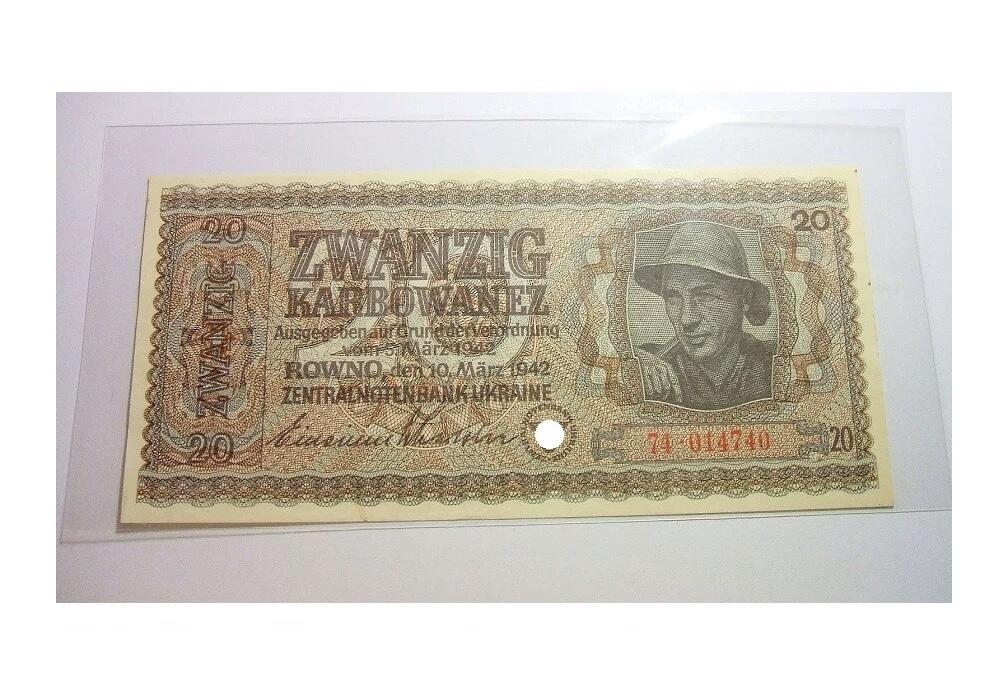 20
ZWANZIG
20
ZWANZIG
KARBOWANEZ
Ausgegeben auf Grund der Verordnung
vom 5. März 1942
ROWNO, den 10. März 1942
ZENTRALNOTENBANK UKRAINE
20
74 · 014740
20